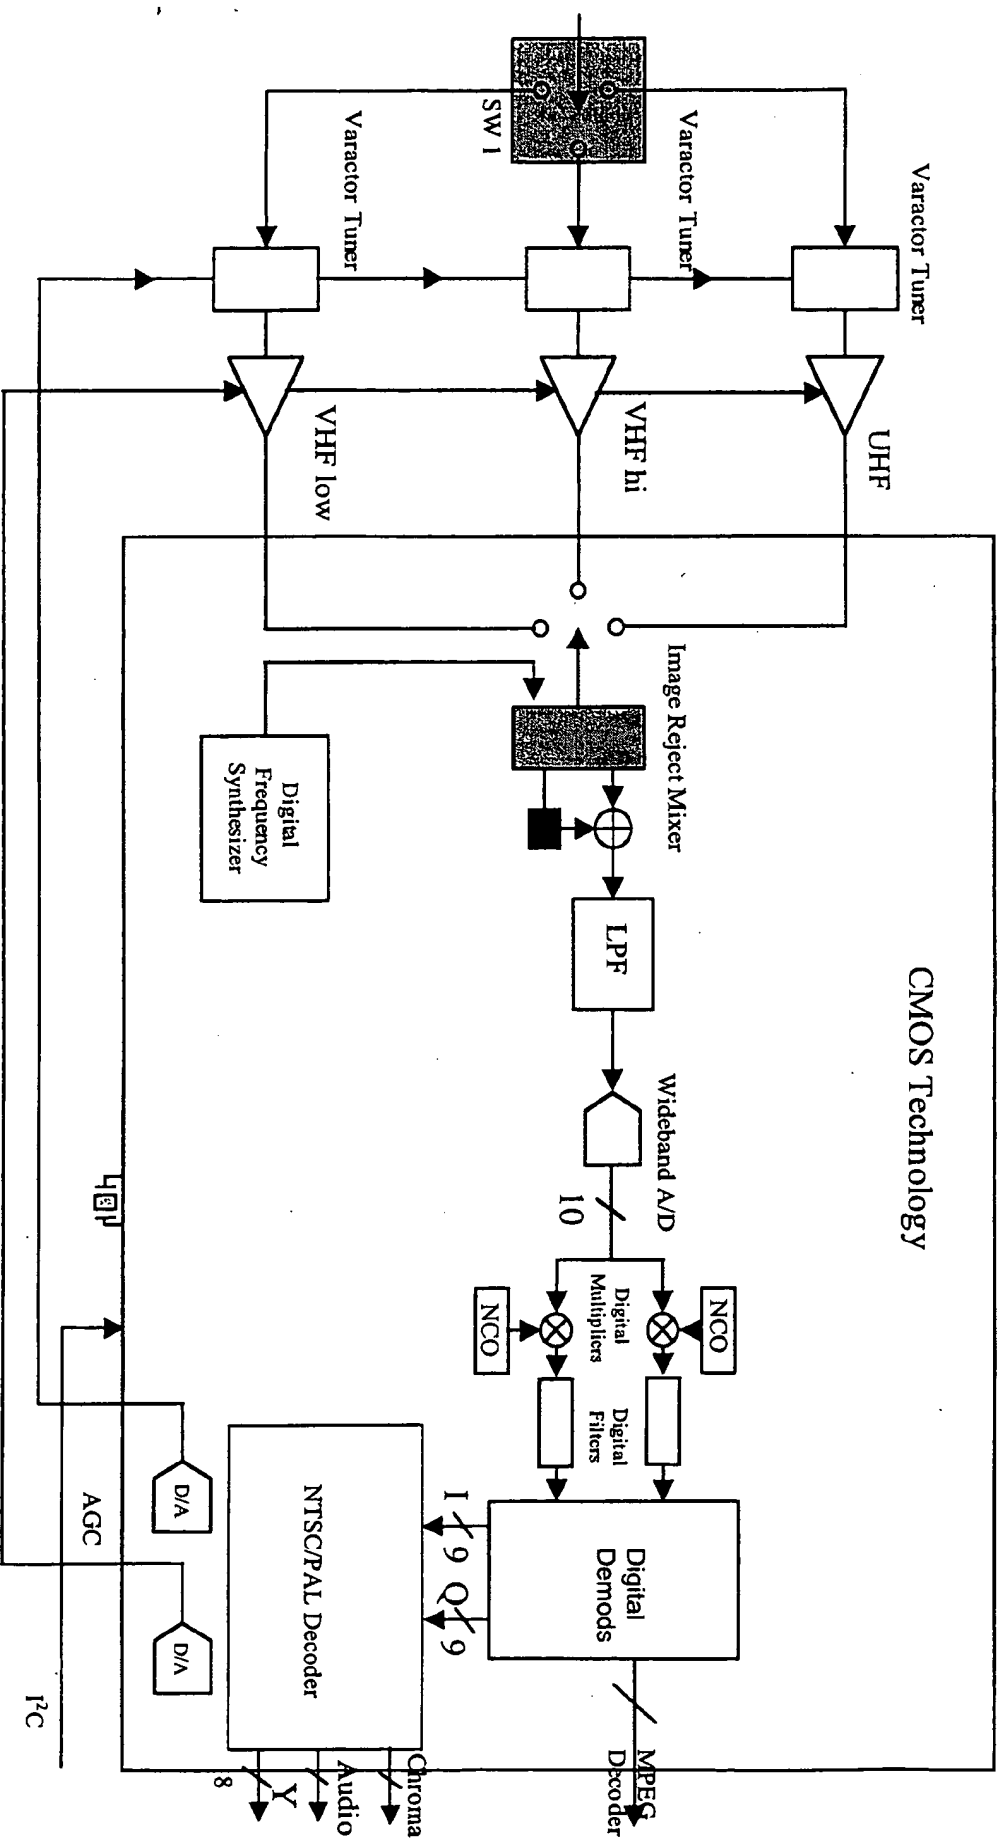 CMOS Technology
Varactor Tuner
UHF
Varactor Tuner
VHF hi
SW 1
Varactor Tuner
VHF low
Image Reject Mixer
LPF
Wideband A/D
10
NCO
Digital
Multipliers
NCO
Digital
Filters
Digital
Demods
MPEG
Decoder
Digital
Frequency
Synthesizer
I
9
Q
9
NTSC/PAL Decoder
Chroma
Audio
Y
8
D/A
D/A
AGC
I²C